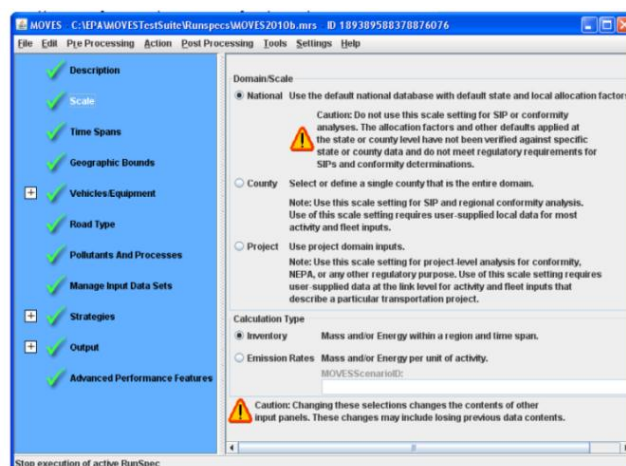 MOVES - C:\EPA\MOVESTestSuite\Runspecs\MOVES2010b.mrs ID 189389588378876076
File Edit Pre Processing Action Post Processing Tools Settings Help
Description
Scale
Time Spans
Geographic Bounds
Vehicles/Equipment
Road Type
Pollutants And Processes
Manage Input Data Sets
Strategies
Output
Advanced Performance Features
Domain/Scale
National Use the default national database with default state and local allocation factors
Caution: Do not use this scale setting for SIP or conformity
analyses. The allocation factors and other defaults applied at
the state or county level have not been verified against specific
state or county data and do not meet regulatory requirements for
SIPs and conformity determinations.
County Select or define a single county that is the entire domain.
Note: Use this scale setting for SIP and regional conformity analysis.
Use of this scale setting requires user-supplied local data for most
activity and fleet inputs.
Project Use project domain inputs.
Note: Use this scale setting for project-level analysis for conformity,
NEPA, or any other regulatory purpose. Use of this scale setting requires
user-supplied data at the link level for activity and fleet inputs that
describe a particular transportation project.
Calculation Type
Inventory Mass and/or Energy within a region and time span.
Emission Rates Mass and/or Energy per unit of activity.
MOVESScenarioID:
Caution: Changing these selections changes the contents of other
input panels. These changes may include losing previous data contents.
Stop execution of active RunSpec